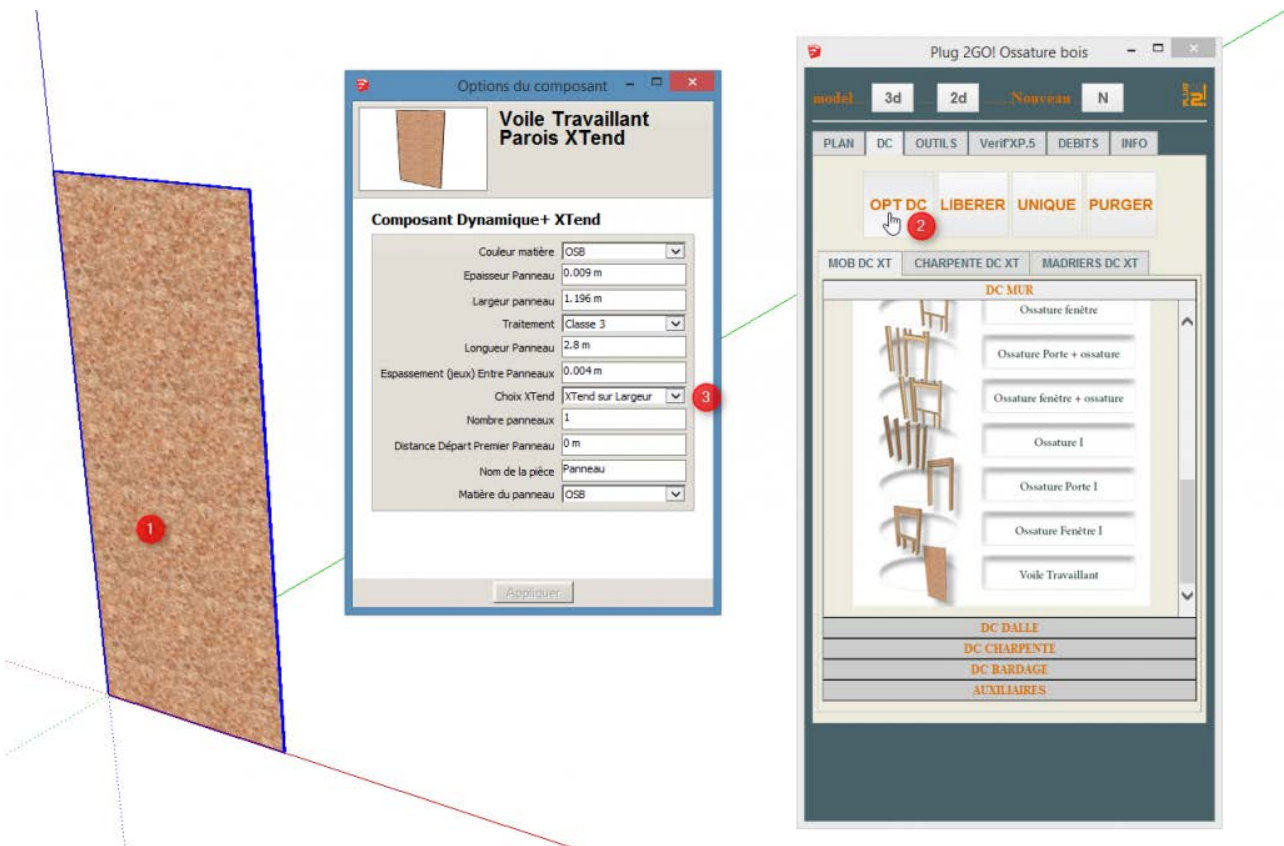 Options du composant
Voile Travaillant
Parois XTend
Composant Dynamique+ XTend
Couleur matière OSB
Epaisseur Panneau 0.009 m
Largeur panneau 1.196 m
Traitement Classe 3
Longueur Panneau 2.8 m
Espassement (jeux) Entre Panneaux 0.004 m
Choix XTend XTend sur Largeur 3
Nombre panneaux 1
Distance Départ Premier Panneau 0 m
Nom de la pièce Panneau
Matière du panneau OSB
Appliquer
1
Plug 2GO! Ossature bois
model 3d 2d Nouveau N
PLAN DC OUTILS Verif'XP.5 DEBITS INFO
OPT DC LIBERER UNIQUE PURGER
2
MOB DC XT CHARPENTE DC XT MADRIERS DC XT
DC MUR
Ossature fenêtre
Ossature Porte + ossature
Ossature fenêtre + ossature
Ossature I
Ossature Porte I
Ossature Fenêtre I
Voile Travaillant
DC DALLE
DC CHARPENTE
DC BARDAGE
AUXILIAIRES